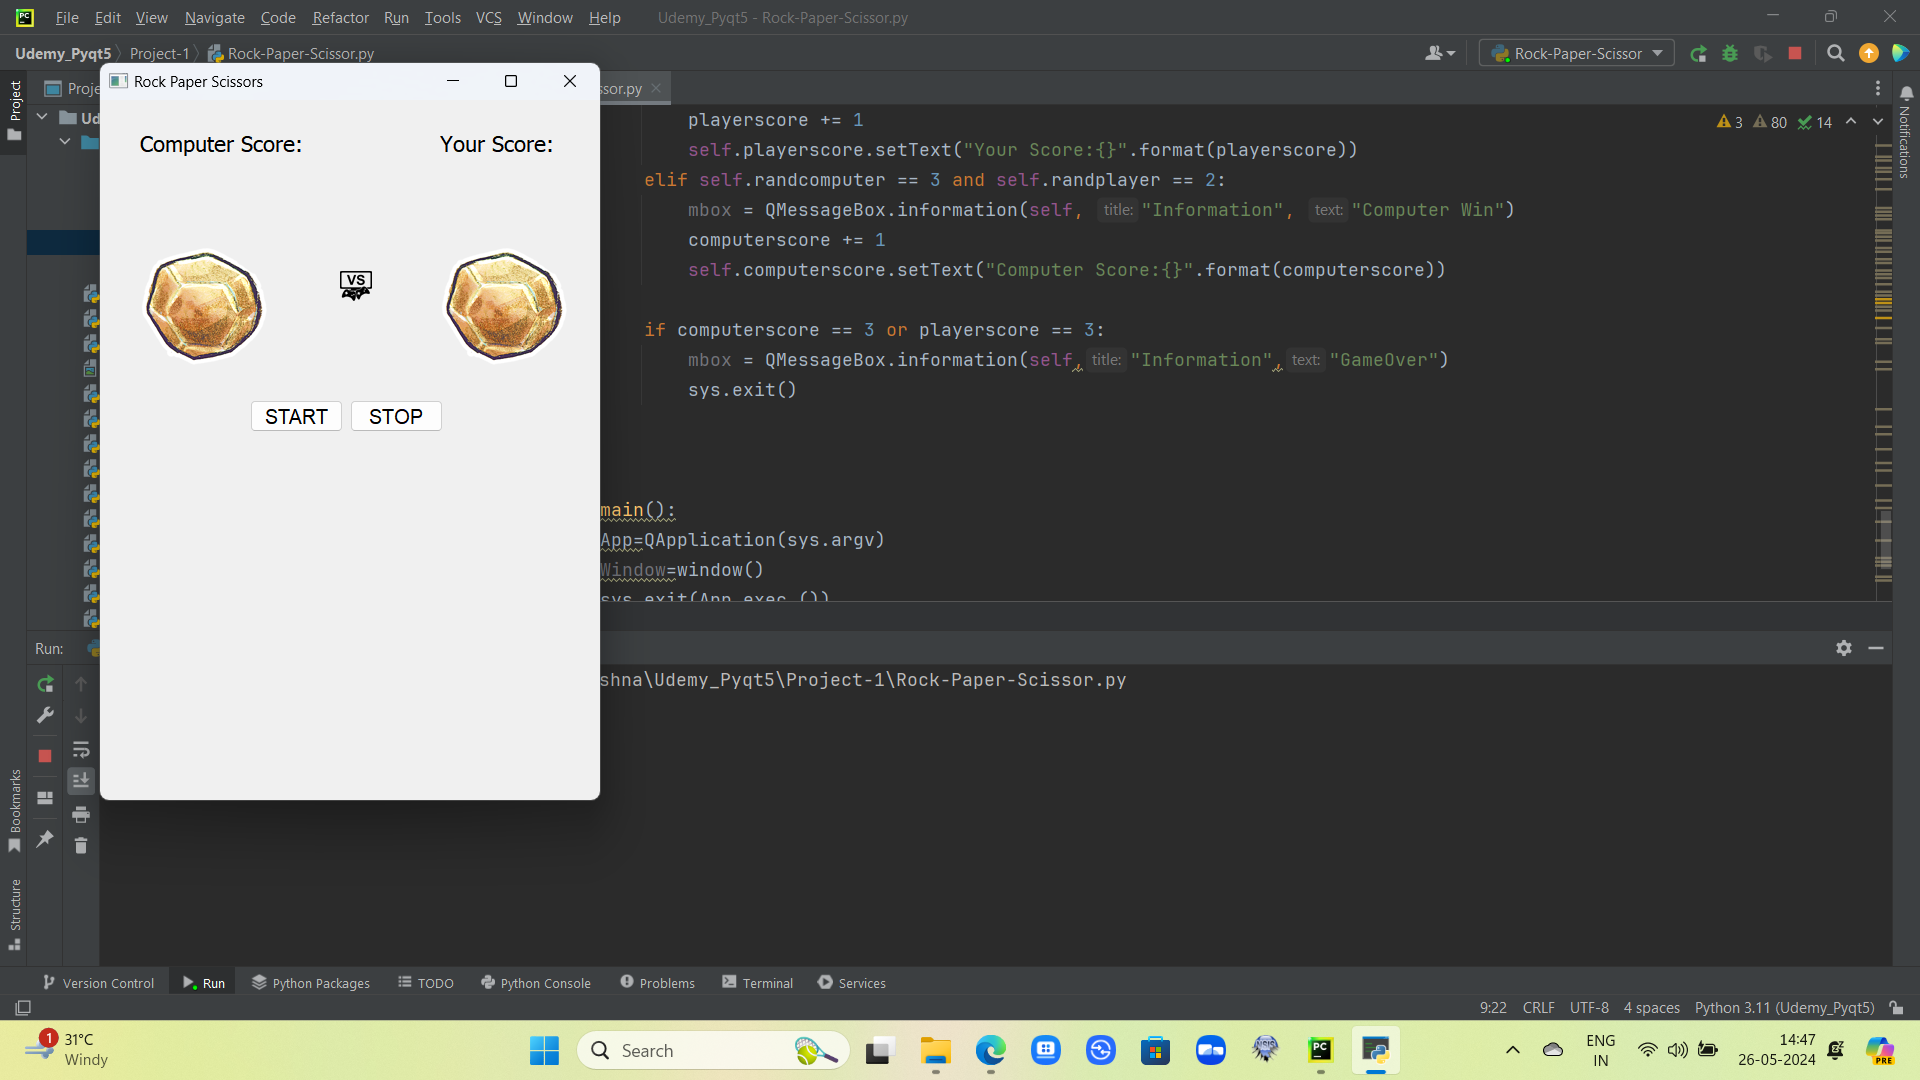 File Edit View Navigate Code Refactor Run Tools VCS Window Help Udemy_Pyqt5 - Rock-Paper-Scissor.py
Udemy_Pyqt5 Project-1 Rock-Paper-Scissor.py Rock-Paper-Scissor
Rock Paper Scissors
Proje ssor.py
Ud
Project
Notifications
Computer Score: Your Score:
VS
START STOP
3 80 14
playerscore += 1
self.playerscore.setText("Your Score:{}".format(playerscore))
elif self.randcomputer == 3 and self.randplayer == 2:
mbox = QMessageBox.information(self, title: "Information", text: "Computer Win")
computerscore += 1
self.computerscore.setText("Computer Score:{}".format(computerscore))
if computerscore == 3 or playerscore == 3:
mbox = QMessageBox.information(self, title: "Information", text: "GameOver")
sys.exit()
main():
App=QApplication(sys.argv)
Window=window()
sys.exit(App.exec_())
Run:
shna\Udemy_Pyqt5\Project-1\Rock-Paper-Scissor.py
Bookmarks
Structure
Version Control Run Python Packages TODO Python Console Problems Terminal Services
9:22 CRLF UTF-8 4 spaces Python 3.11 (Udemy_Pyqt5)
1 31°C
Windy
Search
PC
ENG
IN
14:47
26-05-2024
PRE